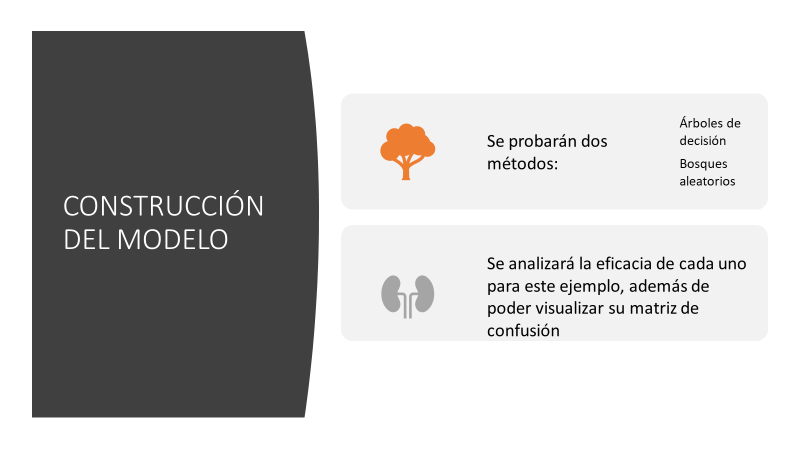 CONSTRUCCIÓN
DEL MODELO
Se probarán dos
métodos:
Árboles de
decisión
Bosques
aleatorios
Se analizará la eficacia de cada uno
para este ejemplo, además de
poder visualizar su matriz de
confusión